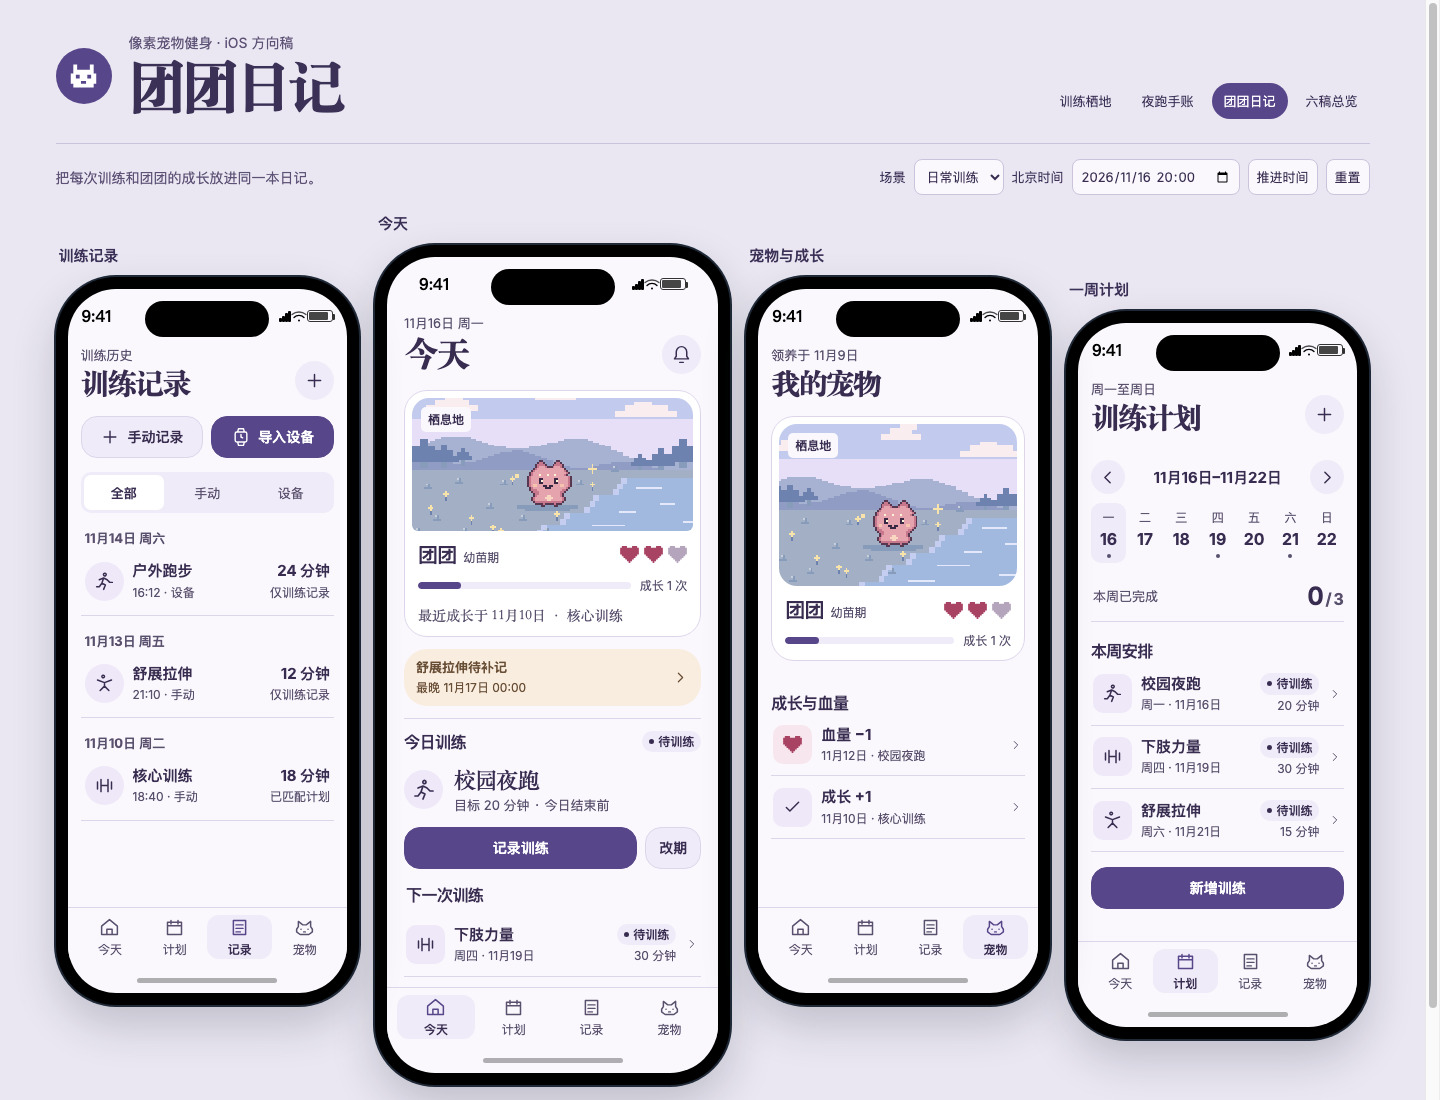 像素宠物健身 · iOS 方向稿
团团日记
训练栖地
夜跑手账
团团日记
六稿总览
把每次训练和团团的成长放进同一本日记。
场景
日常训练
北京时间
2026/11/16 20:00
推进时间
重置
训练记录
9:41
训练历史
训练记录
手动记录
导入设备
全部
手动
设备
11月14日 周六
户外跑步
24 分钟
16:12 · 设备
仅训练记录
11月13日 周五
舒展拉伸
12 分钟
21:10 · 手动
仅训练记录
11月10日 周二
核心训练
18 分钟
18:40 · 手动
已匹配计划
今天
计划
记录
宠物
今天
9:41
11月16日 周一
今天
栖息地
团团 幼苗期
成长 1 次
最近成长于 11月10日 · 核心训练
舒展拉伸待补记
最晚 11月17日 00:00
今日训练
待训练
校园夜跑
目标 20 分钟 · 今日结束前
记录训练
改期
下一次训练
下肢力量
待训练
周四 · 11月19日
30 分钟
今天
计划
记录
宠物
宠物与成长
9:41
领养于 11月9日
我的宠物
栖息地
团团 幼苗期
成长 1 次
成长与血量
血量 −1
11月12日 · 校园夜跑
成长 +1
11月10日 · 核心训练
今天
计划
记录
宠物
一周计划
9:41
周一至周日
训练计划
11月16日–11月22日
一 二 三 四 五 六 日
16 17 18 19 20 21 22
本周已完成
0/3
本周安排
校园夜跑
待训练
周一 · 11月16日
20 分钟
下肢力量
待训练
周四 · 11月19日
30 分钟
舒展拉伸
待训练
周六 · 11月21日
15 分钟
新增训练
今天
计划
记录
宠物